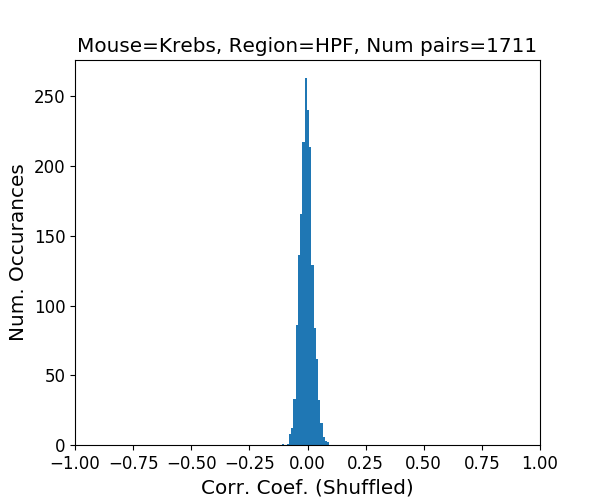 Mouse=Krebs, Region=HPF, Num pairs=1711
Num. Occurances
250
200
150
100
50
0
−1.00 −0.75 −0.50 −0.25 0.00 0.25 0.50 0.75 1.00
Corr. Coef. (Shuffled)